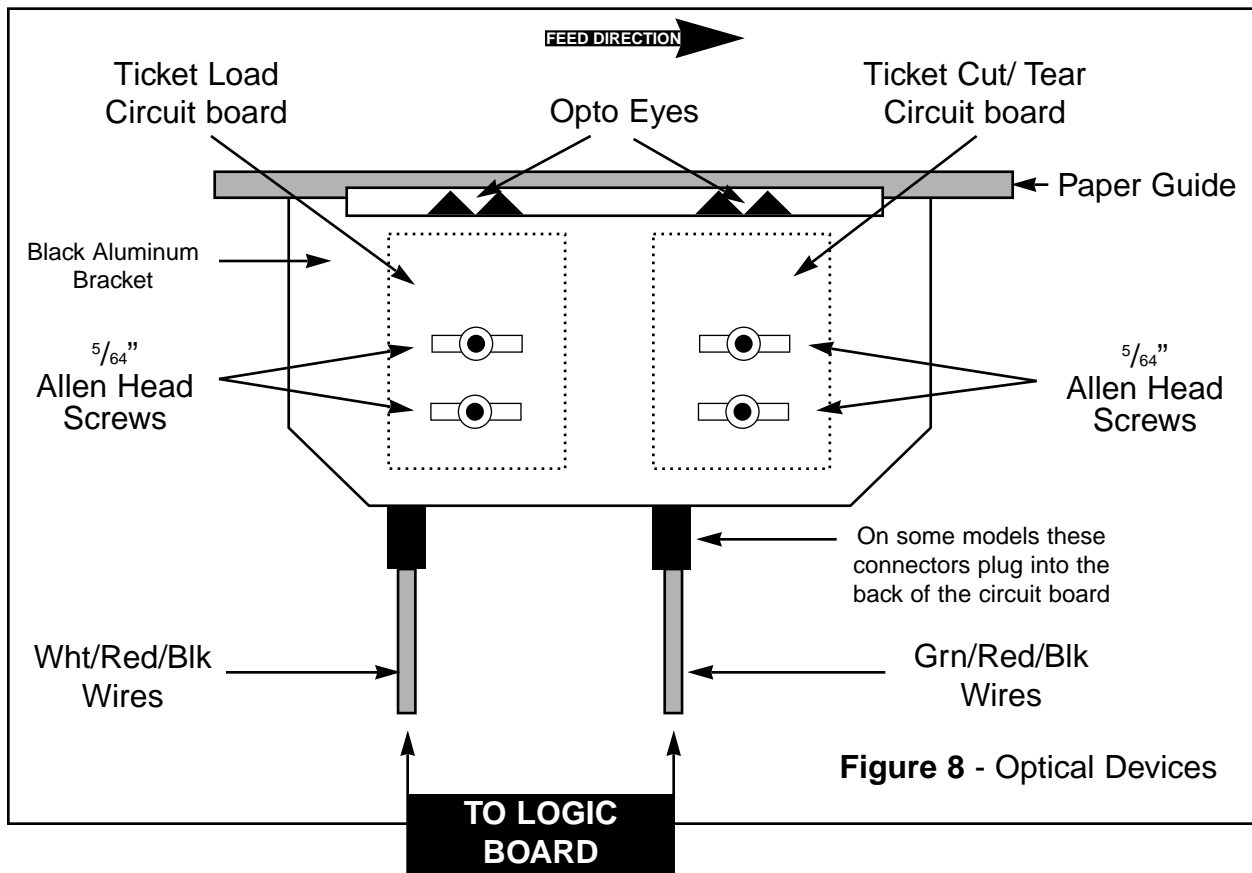 FEED DIRECTION
Ticket Load
Circuit board
Opto Eyes
Ticket Cut/ Tear
Circuit board
Paper Guide
Black Aluminum
Bracket
5/64”
Allen Head
Screws
5/64”
Allen Head
Screws
On some models these
connectors plug into the
back of the circuit board
Wht/Red/Blk
Wires
Grn/Red/Blk
Wires
Figure 8 - Optical Devices
TO LOGIC
BOARD